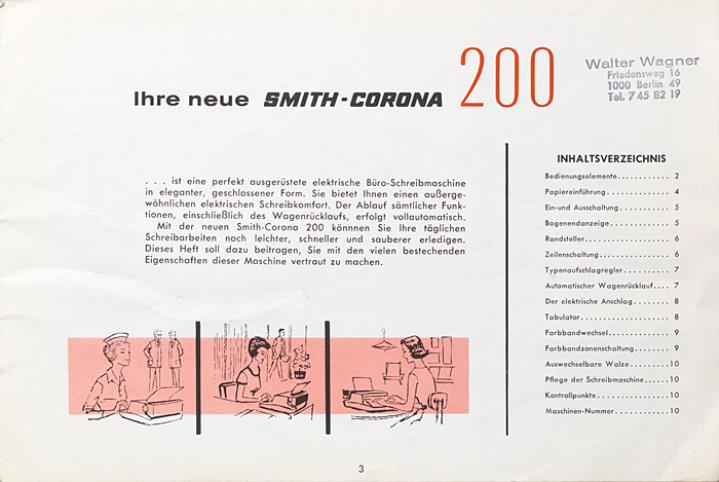 Ihre neue SMITH-CORONA 200
Walter Wagner
Friedensweg 16
1000 Berlin 49
Tel. 7 45 82 19
. . . ist eine perfekt ausgerüstete elektrische Büro-Schreibmaschine
in eleganter, geschlossener Form. Sie bietet Ihnen einen außerge-
wöhnlichen elektrischen Schreibkomfort. Der Ablauf sämtlicher Funk-
tionen, einschließlich des Wagenrücklaufs, erfolgt vollautomatisch.
Mit der neuen Smith-Corona 200 könnnen Sie Ihre täglichen
Schreibarbeiten noch leichter, schneller und sauberer erledigen.
Dieses Heft soll dazu beitragen, Sie mit den vielen bestechenden
Eigenschaften dieser Maschine vertraut zu machen.
INHALTSVERZEICHNIS
Bedienungselemente............ 2
Papiereinführung............ 4
Ein-und Ausschaltung.......... 5
Bogenendanzeige............ 5
Randsteller............ 6
Zeilenschaltung............ 6
Typenaufschlagregler.......... 7
Automatischer Wagenrücklauf.... 7
Der elektrische Anschlag........ 8
Tabulator............ 8
Farbbandwechsel............ 9
Farbbandzonenschaltung........ 9
Auswechselbare Walze..........10
Pflege der Schreibmaschine......10
Kontrollpunkte............10
Maschinen-Nummer............10
3